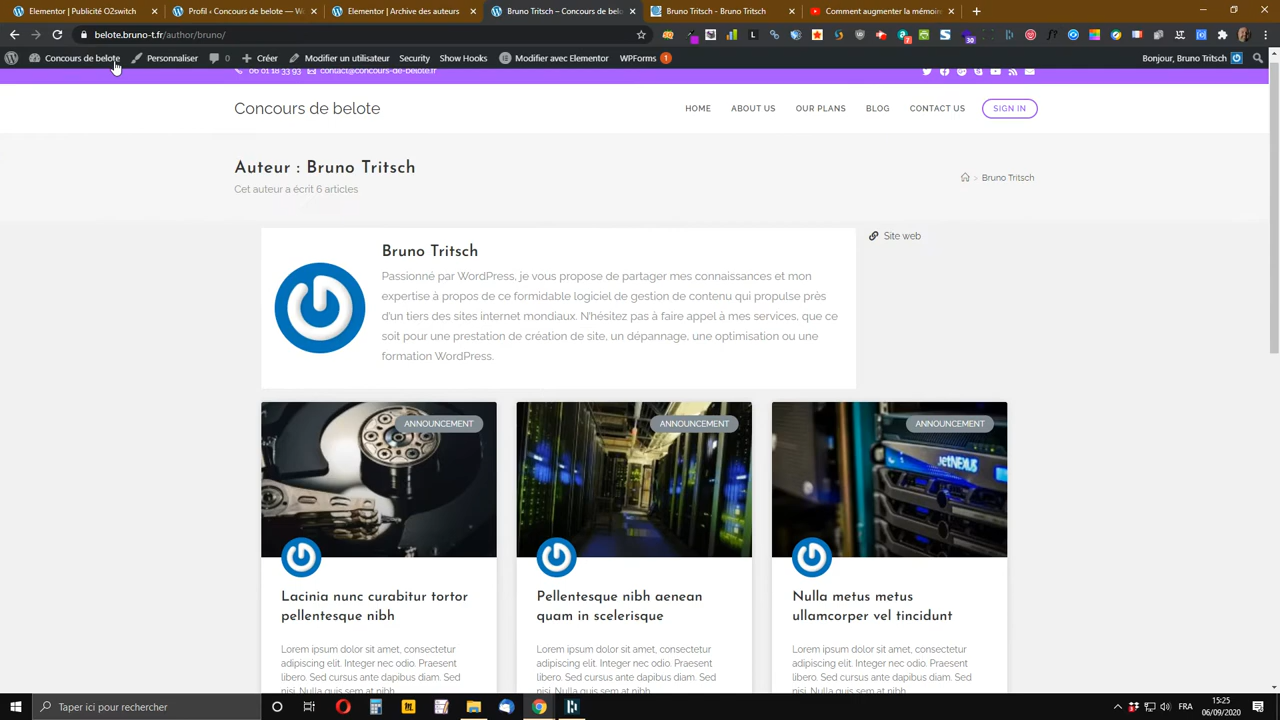 Elementor | Publicité O2switch
Profil ‹ Concours de belote — W
Elementor | Archive d'auteur
Bruno Tritsch – Concours de belo
Bruno Tritsch - Bruno Tritsch
Comment augmenter la mémoire
belote.bruno-t.fr/author/bruno/
Concours de belote
Personnaliser
0
Créer
Modifier un utilisateur
Security
Show Hooks
Modifier avec Elementor
WPForms
1
Bonjour, Bruno Tritsch
06 01 18 33 93
contact@concours-de-belote.fr
Concours de belote
HOME
ABOUT US
OUR PLANS
BLOG
CONTACT US
SIGN IN
Auteur : Bruno Tritsch
Cet auteur a écrit 6 articles
> Bruno Tritsch
Bruno Tritsch
Passionné par WordPress, je vous propose de partager mes connaissances et mon
expertise à propos de ce formidable logiciel de gestion de contenu qui propulse près
d'un tiers des sites internet mondiaux. N'hésitez pas à faire appel à mes services, que ce
soit pour une prestation de création de site, un dépannage, une optimisation ou une
formation WordPress.
Site web
ANNOUNCEMENT
ANNOUNCEMENT
ANNOUNCEMENT
JetNEXUS
Lacinia nunc curabitur tortor
pellentesque nibh
Lorem ipsum dolor sit amet, consectetur
adipiscing elit. Integer nec odio. Praesent
libero. Sed cursus ante dapibus diam. Sed
nisi. Nulla quis sem at nibh
Pellentesque nibh aenean
quam in scelerisque
Lorem ipsum dolor sit amet, consectetur
adipiscing elit. Integer nec odio. Praesent
libero. Sed cursus ante dapibus diam. Sed
nisi. Nulla quis sem at nibh
Nulla metus metus
ullamcorper vel tincidunt
Lorem ipsum dolor sit amet, consectetur
adipiscing elit. Integer nec odio. Praesent
libero. Sed cursus ante dapibus diam. Sed
nisi. Nulla quis sem at nibh
Taper ici pour rechercher
FRA
15:25
06/09/2020